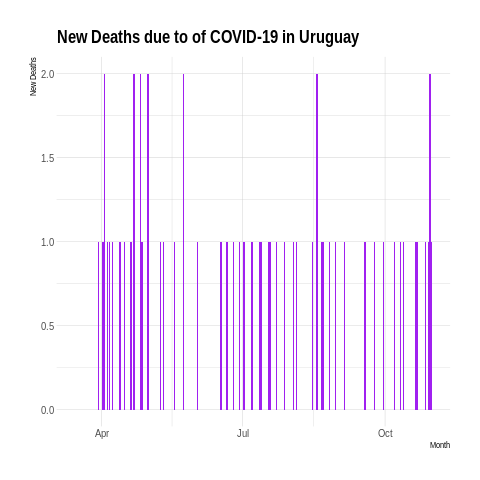 New Deaths due to of COVID-19 in Uruguay
New Deaths
2.0
1.5
1.0
0.5
0.0
Apr
Jul
Oct
Month